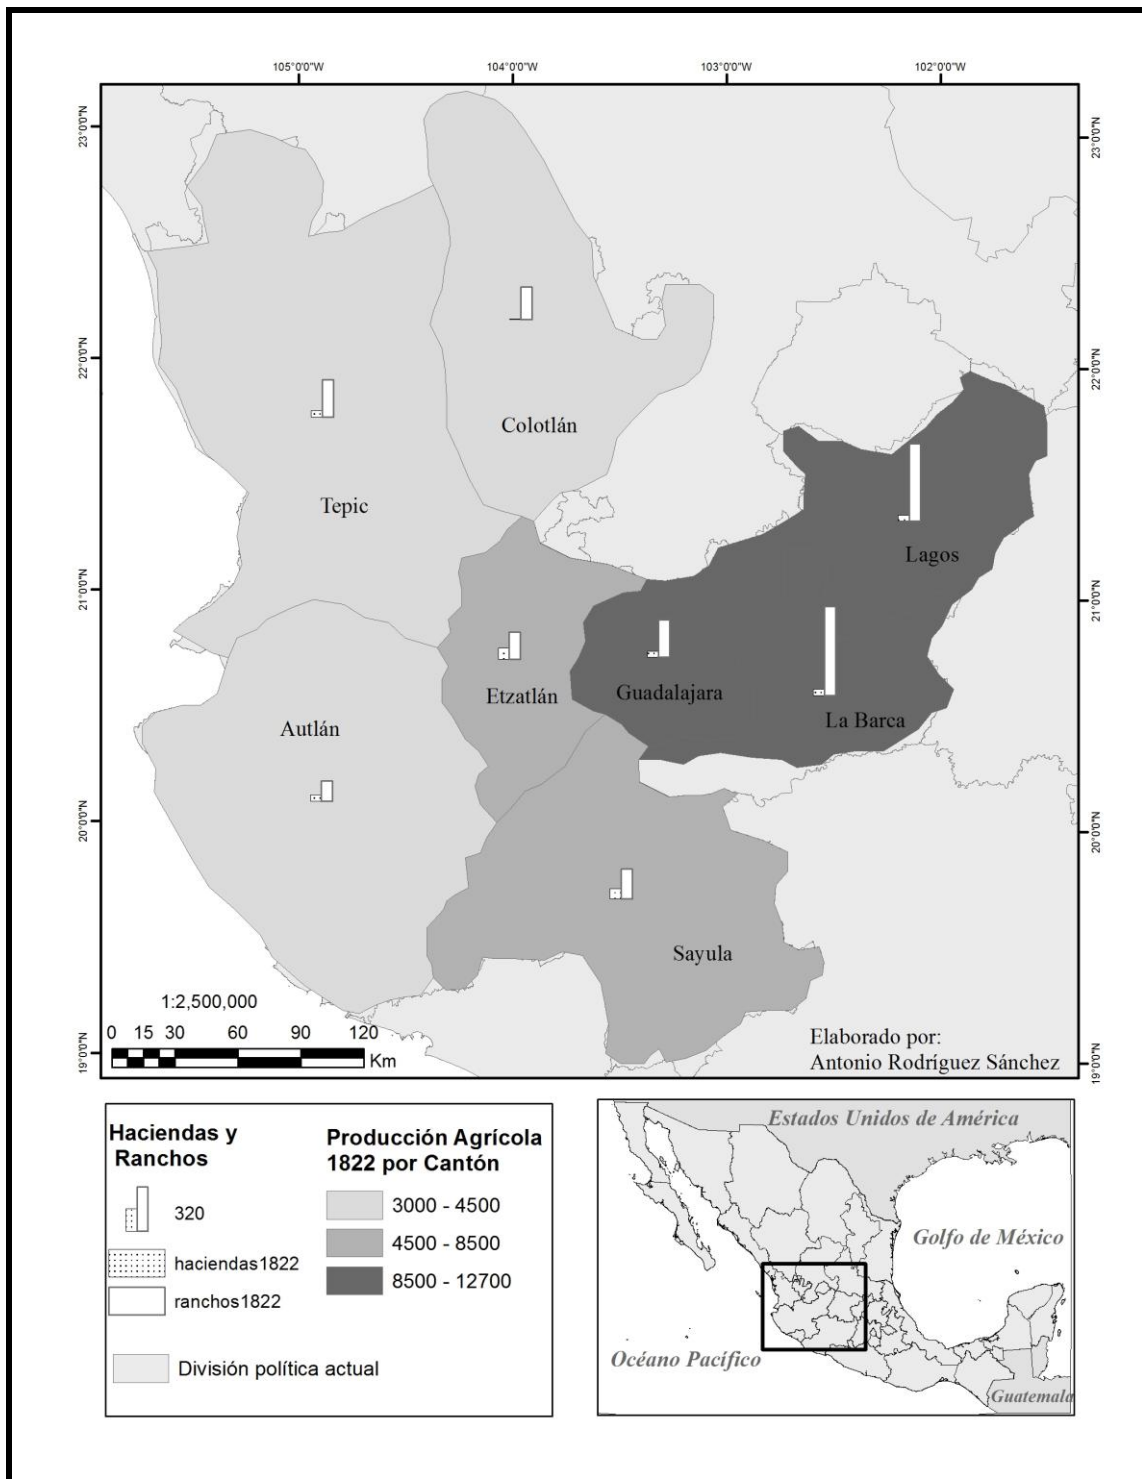 105°0'0"W
104°0'0"W
103°0'0"W
102°0'0"W
23°0'0"N
23°0'0"N
22°0'0"N
22°0'0"N
21°0'0"N
21°0'0"N
20°0'0"N
20°0'0"N
19°0'0"N
19°0'0"N
Colotlán
Tepic
Lagos
Etzatlán
Guadalajara
La Barca
Autlán
Sayula
1:2,500,000
0 15 30 60 90 120
Km
Elaborado por:
Antonio Rodríguez Sánchez
Haciendas y
Ranchos
320
haciendas1822
ranchos1822
División política actual
Producción Agrícola
1822 por Cantón
3000 - 4500
4500 - 8500
8500 - 12700
Estados Unidos de América
Golfo de México
Océano Pacífico
Guatemala